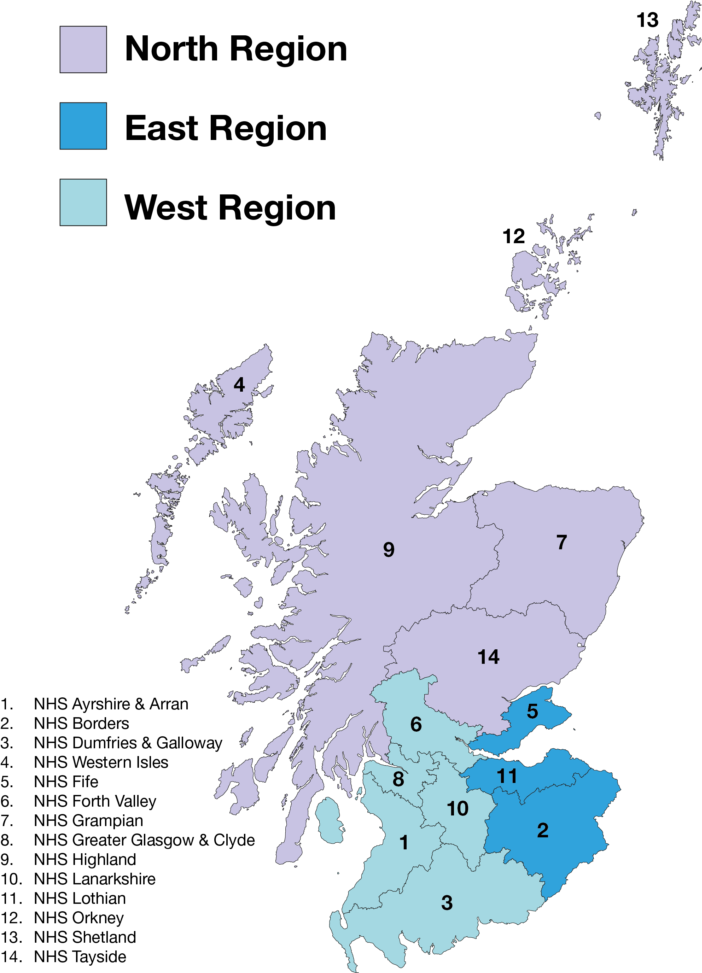 North Region
East Region
West Region
13
12
4
9
7
14
5
6
11
8
10
2
1
3
1. NHS Ayrshire & Arran
2. NHS Borders
3. NHS Dumfries & Galloway
4. NHS Western Isles
5. NHS Fife
6. NHS Forth Valley
7. NHS Grampian
8. NHS Greater Glasgow & Clyde
9. NHS Highland
10. NHS Lanarkshire
11. NHS Lothian
12. NHS Orkney
13. NHS Shetland
14. NHS Tayside